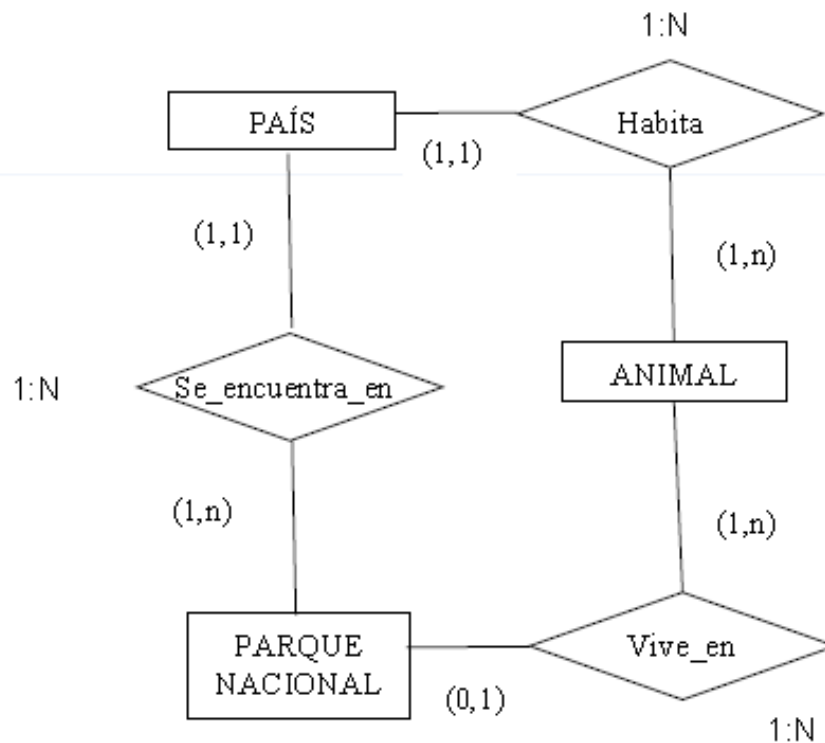 1:N
PAÍS
Habita
(1,1)
(1,1)
(1,n)
1:N
Se_encuentra_en
ANIMAL
(1,n)
(1,n)
PARQUE
NACIONAL
Vive_en
(0,1)
1:N